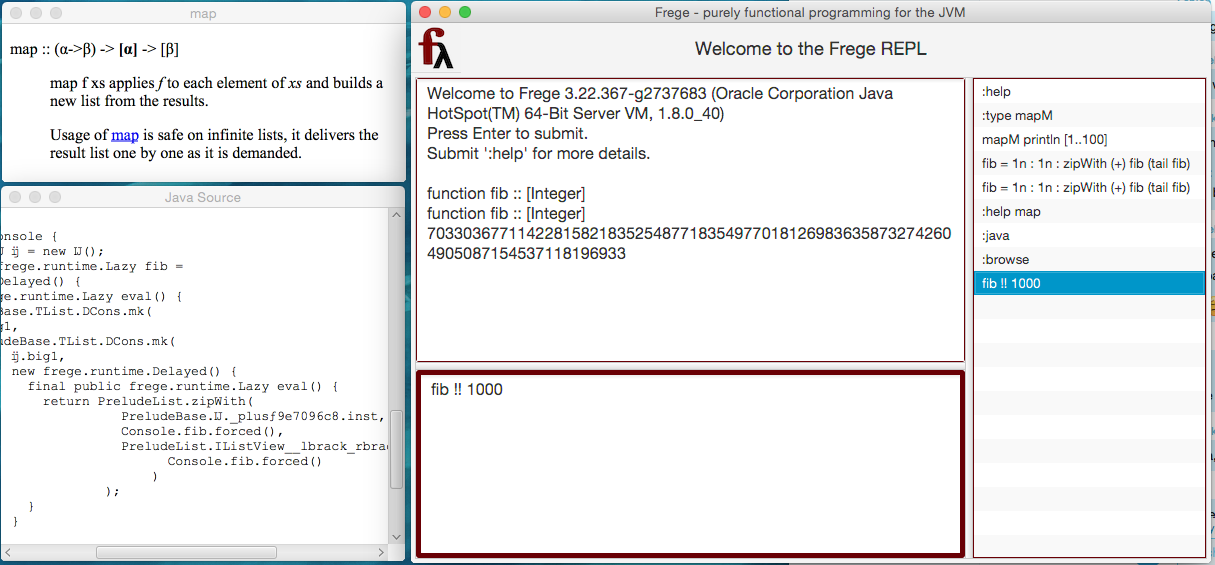 map
map :: (α->β) -> [α] -> [β]
map f xs applies f to each element of xs and builds a
new list from the results.
Usage of map is safe on infinite lists, it delivers the
result list one by one as it is demanded.
Java Source
onsole {
IJ ij = new IJ();
frege.runtime.Lazy fib =
Delayed() {
ge.runtime.Lazy eval() {
Base.TList.DCons.mk(
g1,
udeBase.TList.DCons.mk(
ij.big1,
new frege.runtime.Delayed() {
final public frege.runtime.Lazy eval() {
return PreludeList.zipWith(
PreludeBase.IJ._plusf9e7096c8.inst,
Console.fib.forced(),
PreludeList.IListView__lbrack_rbrac
Console.fib.forced()
)
);
}
}
Frege - purely functional programming for the JVM
fλ
Welcome to the Frege REPL
Welcome to Frege 3.22.367-g2737683 (Oracle Corporation Java
HotSpot(TM) 64-Bit Server VM, 1.8.0_40)
Press Enter to submit.
Submit ':help' for more details.
function fib :: [Integer]
function fib :: [Integer]
7033036771142281582183525487718354977018126983635873274260
4905087154537118196933
fib !! 1000
:help
:type mapM
mapM println [1..100]
fib = 1n : 1n : zipWith (+) fib (tail fib)
fib = 1n : 1n : zipWith (+) fib (tail fib)
:help map
:java
:browse
fib !! 1000